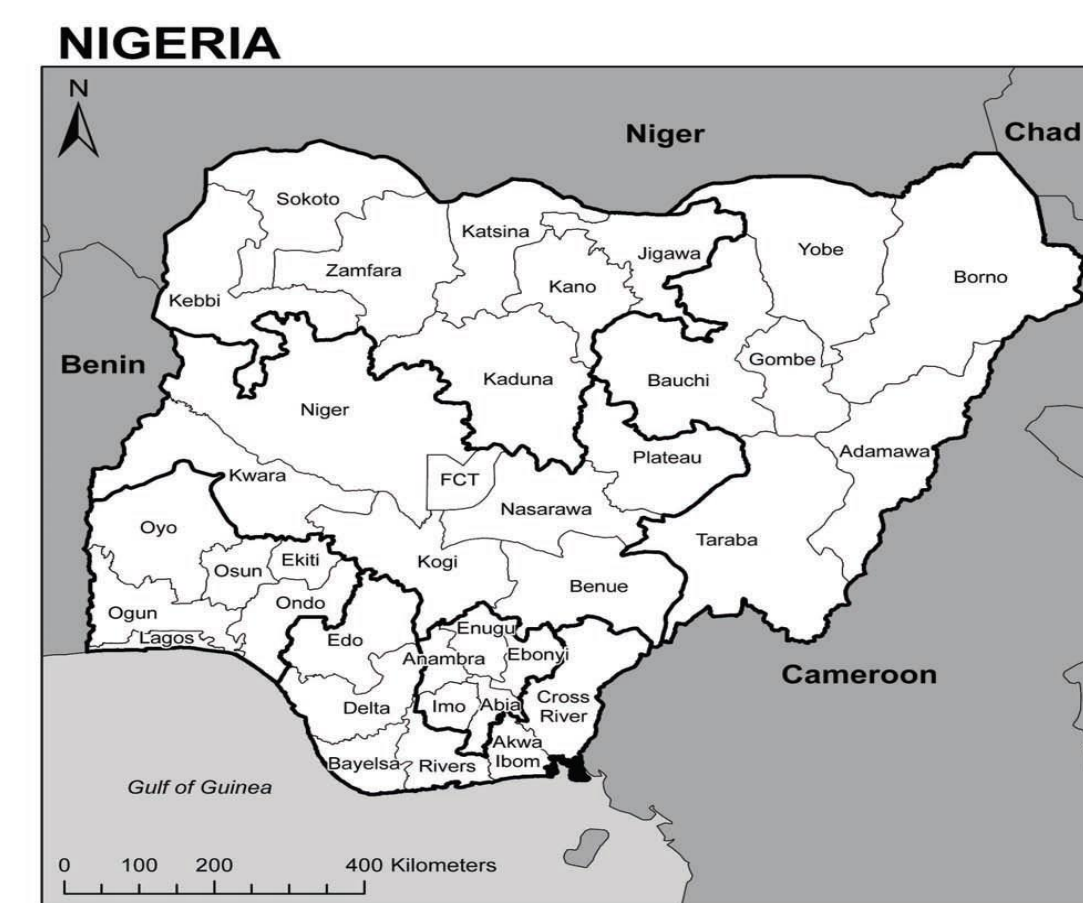 NIGERIA
N
Niger
Chad
Sokoto
Katsina
Jigawa
Yobe
Zamfara
Kano
Borno
Kebbi
Benin
Gombe
Kaduna
Bauchi
Niger
Adamawa
Plateau
Kwara
FCT
Nasarawa
Oyo
Taraba
Kogi
Ekiti
Osun
Benue
Ondo
Ogun
Enugu
Lagos
Edo
Anambra
Ebonyi
Cameroon
Cross
River
Imo
Abia
Delta
Akwa
Ibom
Bayelsa
Rivers
Gulf of Guinea
0 100 200 400 Kilometers